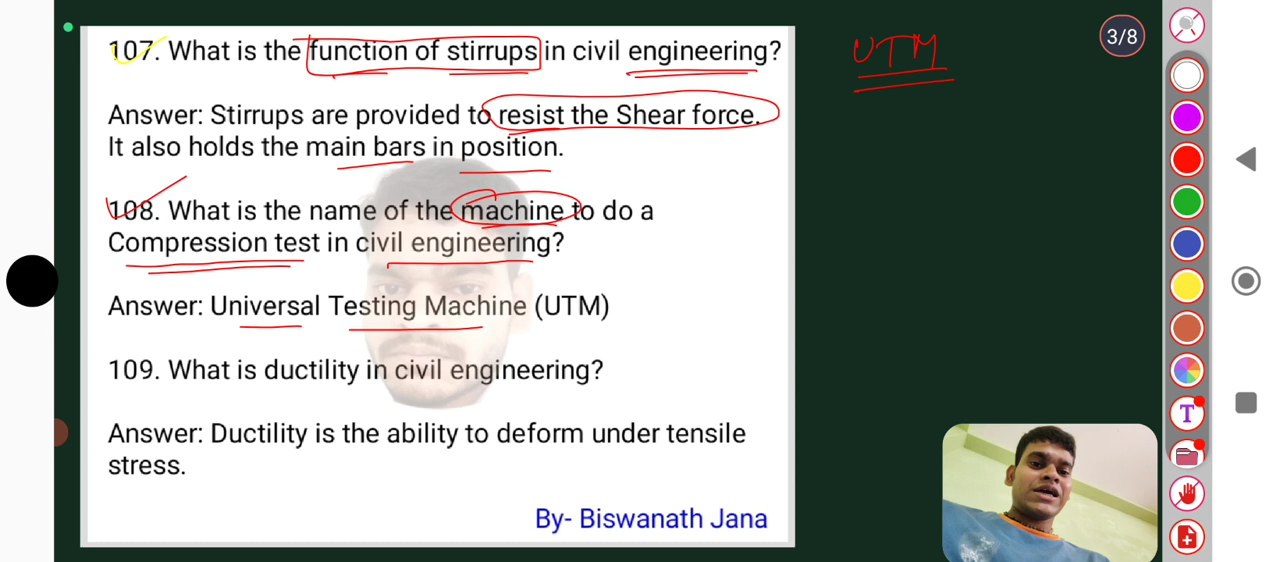 107. What is the function of stirrups in civil engineering?
UTM
3/8
Answer: Stirrups are provided to resist the Shear force.
It also holds the main bars in position.
108. What is the name of the machine to do a
Compression test in civil engineering?
Answer: Universal Testing Machine (UTM)
109. What is ductility in civil engineering?
Answer: Ductility is the ability to deform under tensile
stress.
By- Biswanath Jana
T